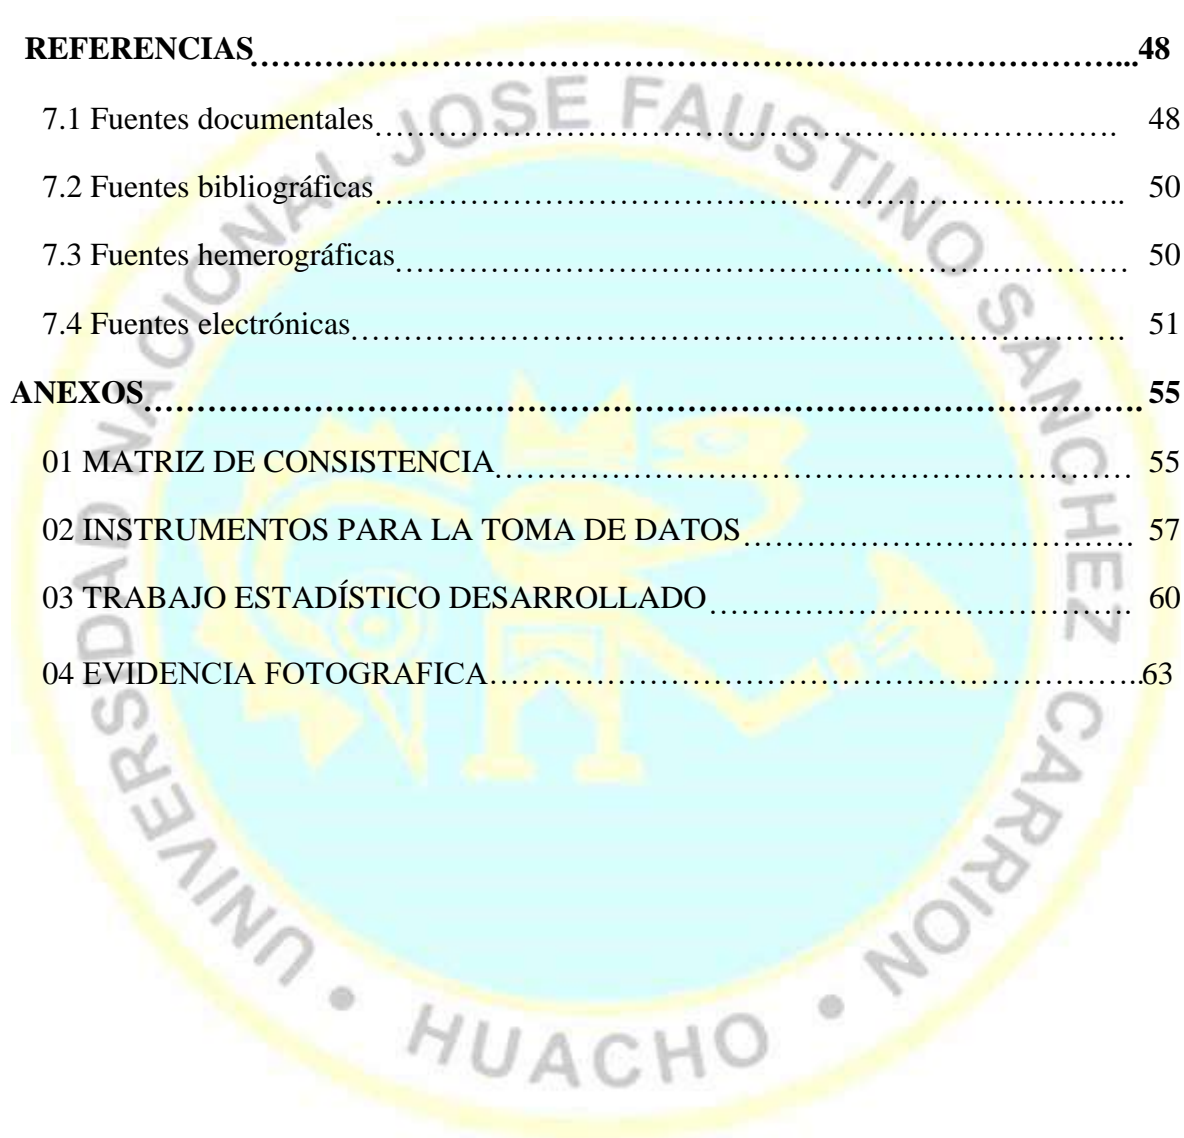 REFERENCIAS……………………………………………………………………………...48
7.1 Fuentes documentales………………………………………………………………. 48
7.2 Fuentes bibliográficas……………………………………………………………….. 50
7.3 Fuentes hemerográficas……………………………………………………………… 50
7.4 Fuentes electrónicas…………………………………………………………………. 51
ANEXOS………………………………………………………………………………………. 55
01 MATRIZ DE CONSISTENCIA……………………………………………………… 55
02 INSTRUMENTOS PARA LA TOMA DE DATOS………………………………. 57
03 TRABAJO ESTADÍSTICO DESARROLLADO…………………………………. 60
04 EVIDENCIA FOTOGRAFICA………………………………………………………..63
UNIVERSIDAD NACIONAL JOSE FAUSTINO SANCHEZ CARRION • HUACHO •